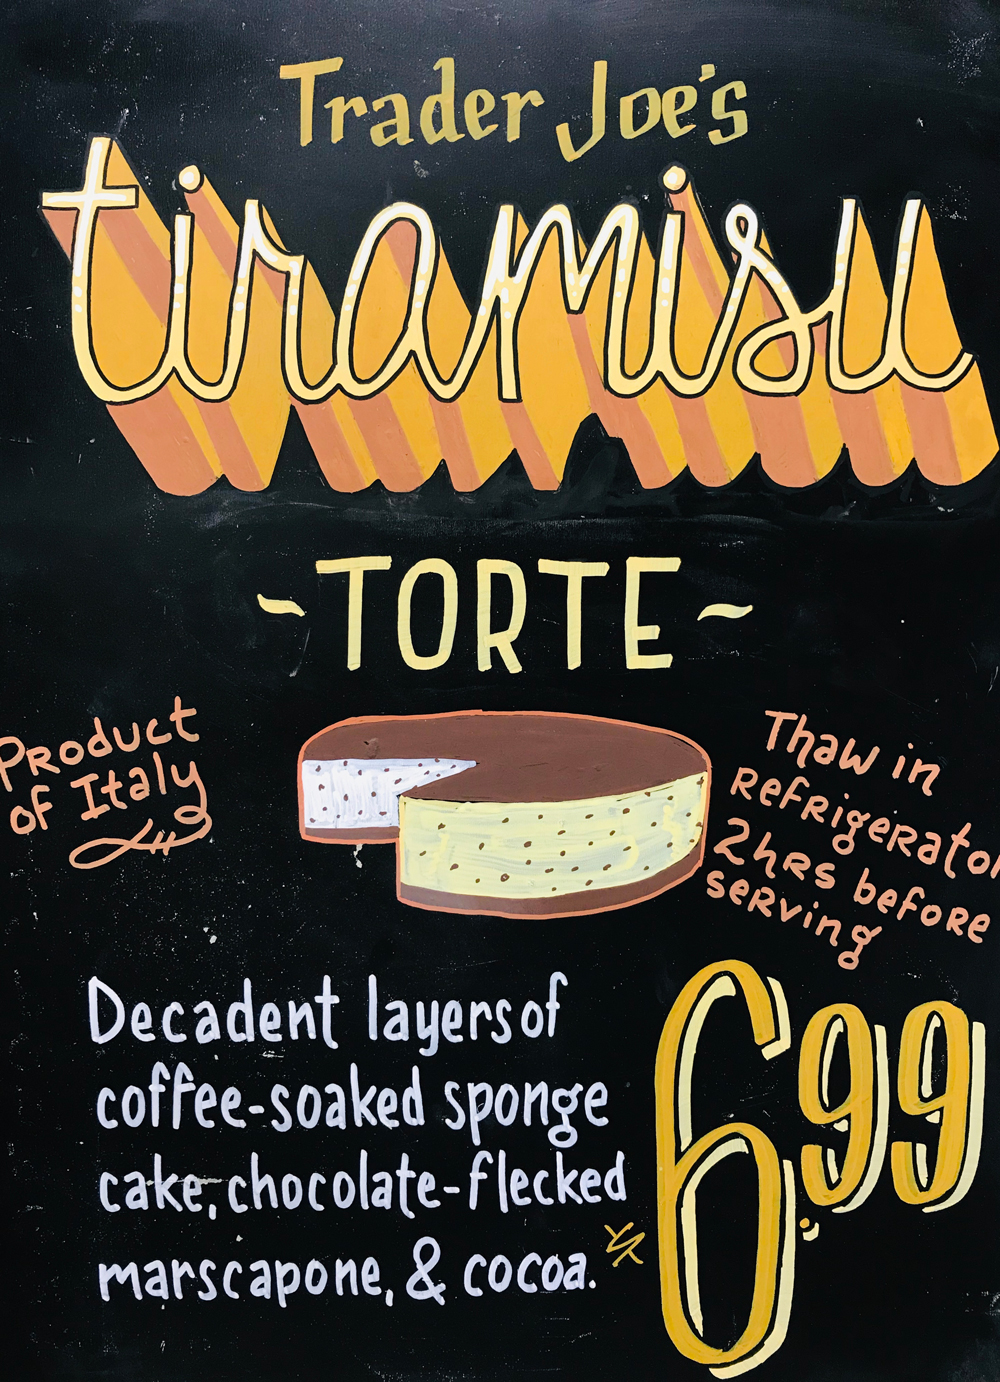 Trader Joe's
tiramisu
~TORTE~
Product
of Italy
Thaw in
refrigerator
2hrs before
serving
Decadent layers of
coffee-soaked sponge
cake, chocolate-flecked
marscapone, & cocoa.
6.99